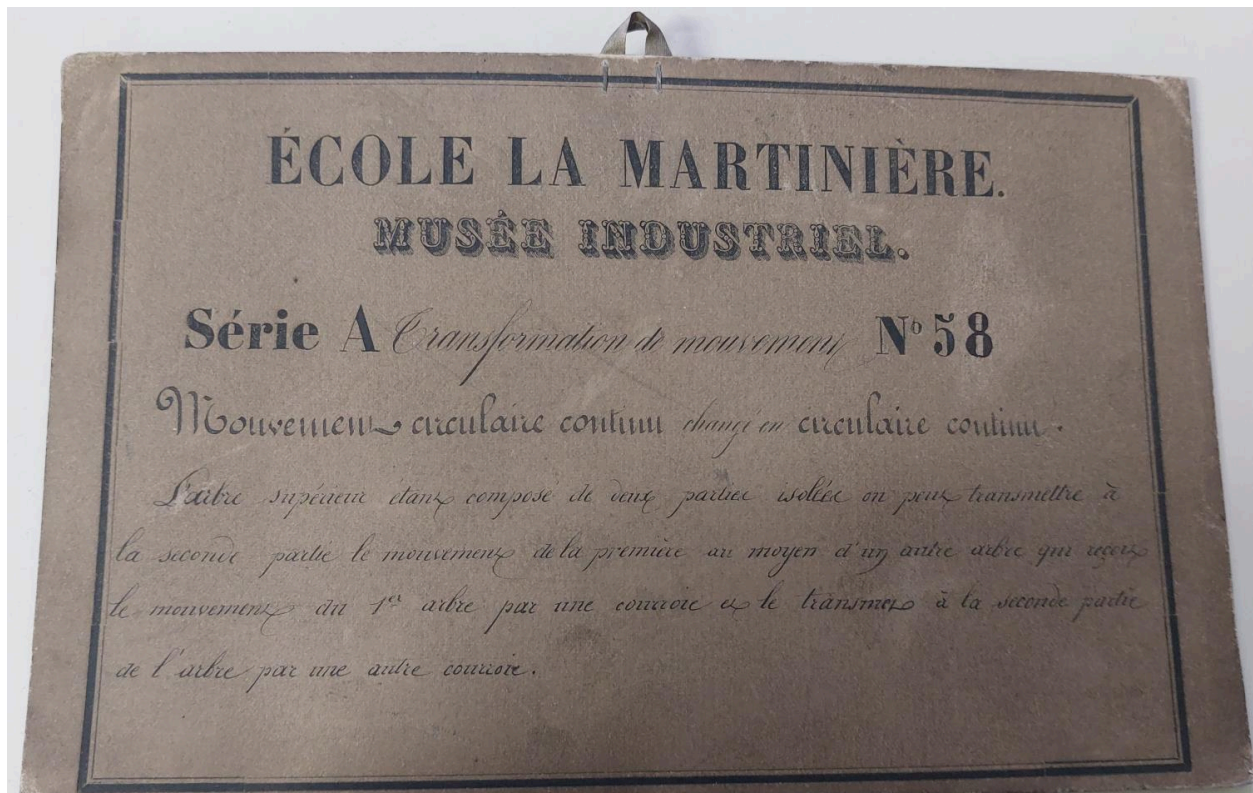 ÉCOLE LA MARTINIÈRE.
MUSÉE INDUSTRIEL.
Série A Transformation de mouvement Nº 58
Mouvement circulaire continu changé en circulaire continu.
L'arbre supérieur étant composé de deux parties isolées on peut transmettre à
la seconde partie le mouvement de la première au moyen d'un autre arbre qui reçoit
le mouvement du 1er arbre par une courroie et le transmet à la seconde partie
de l'arbre par une autre courroie.